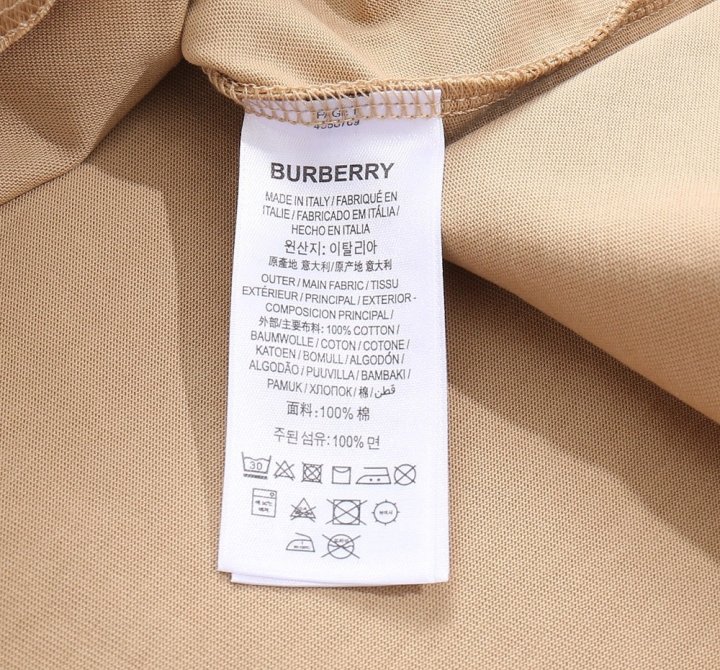 BURBERRY
MADE IN ITALY / FABRIQUÉ EN
ITALIE / FABRICADO EM ITÁLIA /
HECHO EN ITALIA
원산지: 이탈리아
原產地 意大利/原产地 意大利
OUTER / MAIN FABRIC / TISSU
EXTÉRIEUR / PRINCIPAL / EXTERIOR -
COMPOSICION PRINCIPAL /
外部/主要布料: 100% COTTON /
BAUMWOLLE / COTON / COTONE /
KATOEN / BOMULL / ALGODÓN /
ALGODÃO / PUUVILLA / BAMBAKI /
PAMUK / ХЛОПОК / 棉 / قطن
面料: 100% 棉
주된 섬유: 100% 면
30